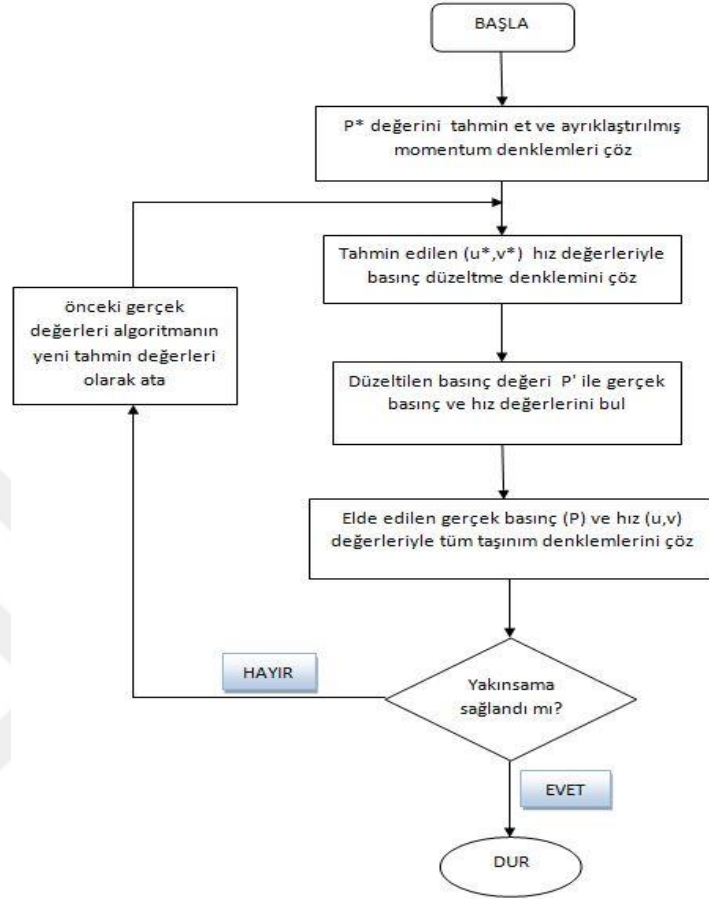 BAŞLA
P* değerini tahmin et ve ayrıklaştırılmış
momentum denklemleri çöz
Tahmin edilen (u*,v*) hız değerleriyle
basınç düzeltme denklemini çöz
önceki gerçek
değerleri algoritmanın
yeni tahmin değerleri
olarak ata
Düzeltilen basınç değeri P' ile gerçek
basınç ve hız değerlerini bul
Elde edilen gerçek basınç (P) ve hız (u,v)
değerleriyle tüm taşınım denklemlerini çöz
HAYIR
Yakınsama
sağlandı mı?
EVET
DUR